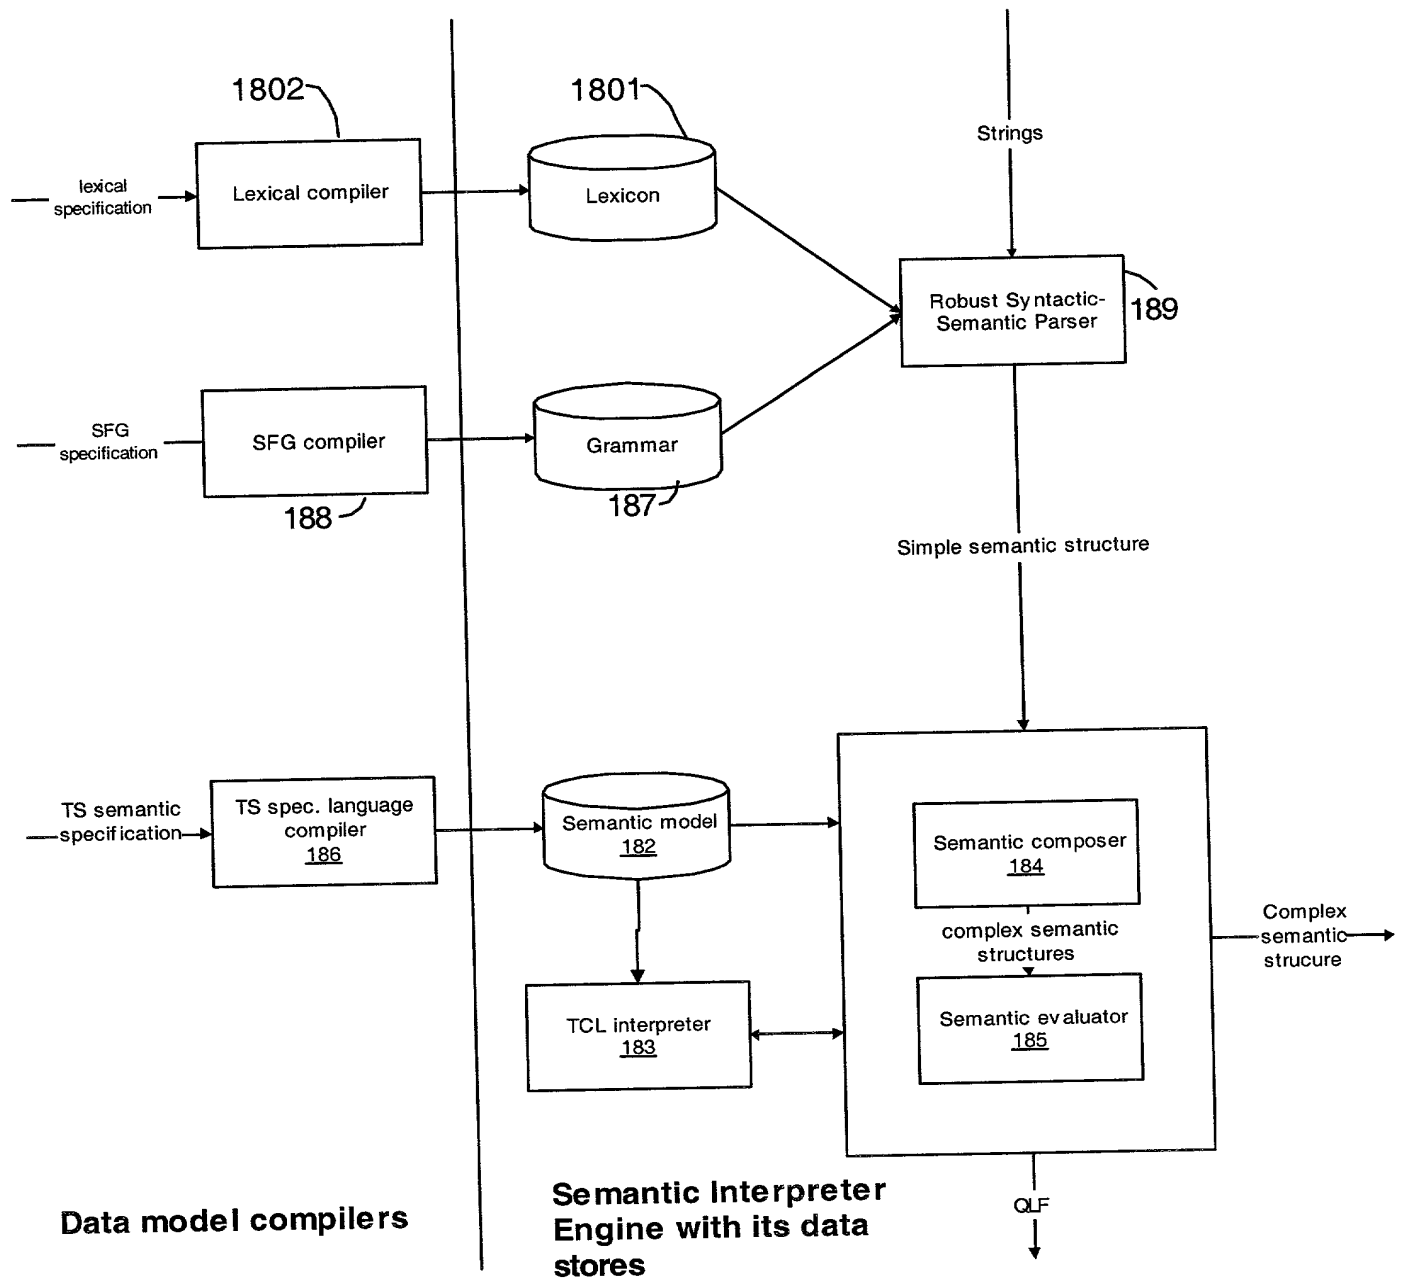 1802
1801
Strings
lexical
specification
Lexical compiler
Lexicon
Robust Syntactic-
Semantic Parser
189
SFG
specification
SFG compiler
Grammar
188
187
Simple semantic structure
TS semantic
specification
TS spec. language
compiler
186
Semantic model
182
Semantic composer
184
complex semantic
structures
Complex
semantic
strucure
TCL interpreter
183
Semantic evaluator
185
QLF
Data model compilers
Semantic Interpreter
Engine with its data
stores